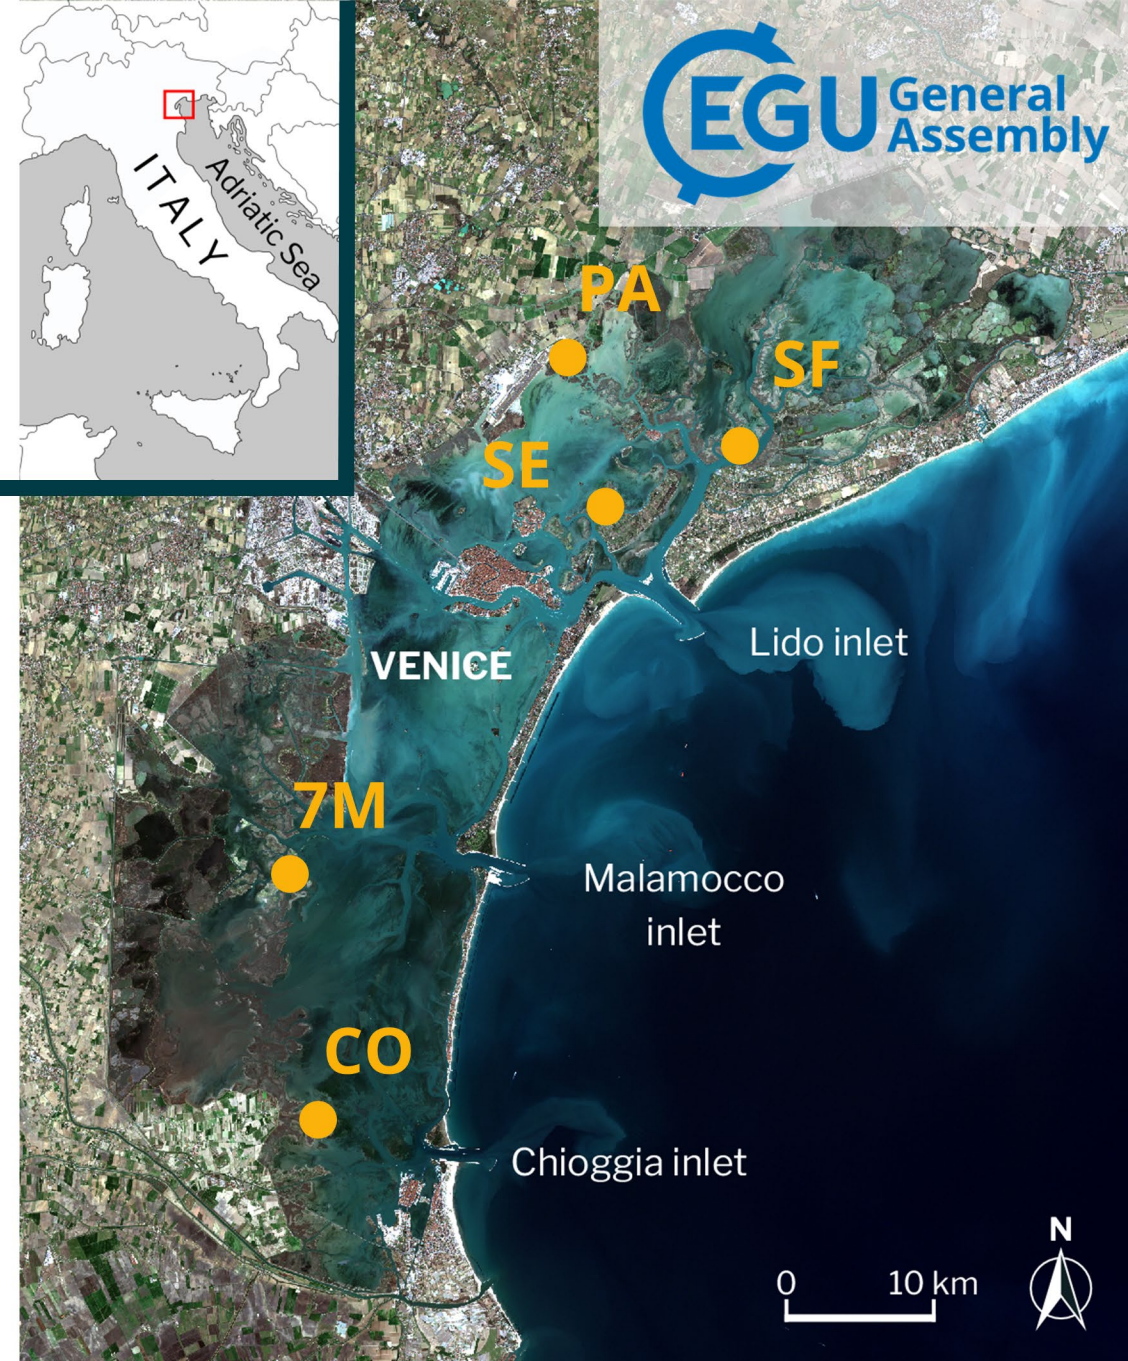 ITALY
Adriatic Sea
EGU General
Assembly
PA
SF
SE
Lido inlet
VENICE
7M
Malamocco
inlet
CO
Chioggia inlet
N
0 10 km